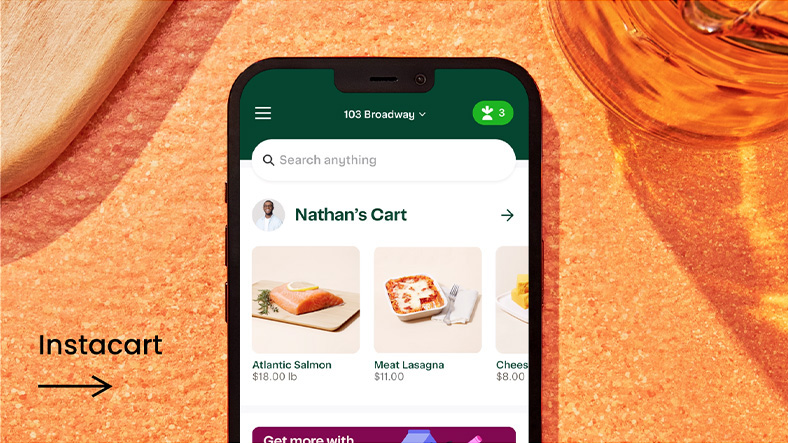 103 Broadway
3
Search anything
Nathan's Cart
Atlantic Salmon
$18.00 lb
Meat Lasagna
$11.00
Chees
$8.00
Instacart
Get more with